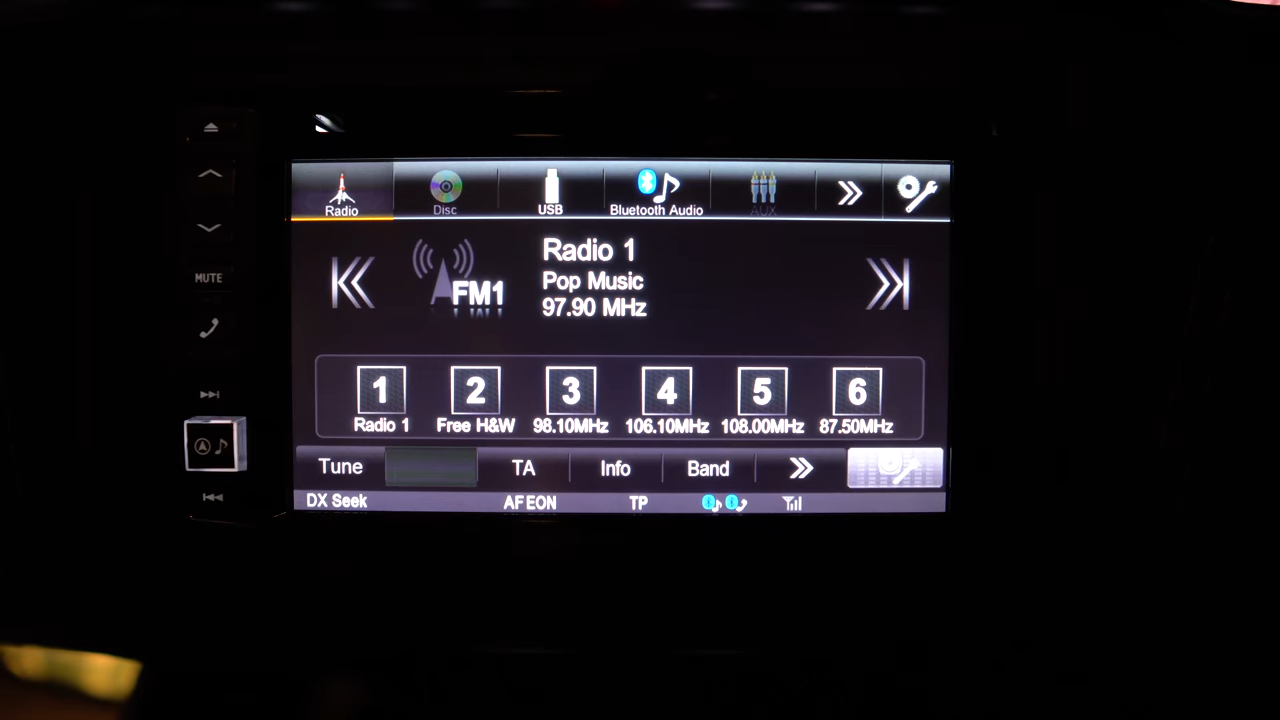 Radio Disc USB Bluetooth Audio AUX
MUTE
FM1
Radio 1
Pop Music
97.90 MHz
1 2 3 4 5 6
Radio 1 Free H&W 98.10MHz 106.10MHz 108.00MHz 87.50MHz
Tune TA Info Band
DX Seek AF EON TP